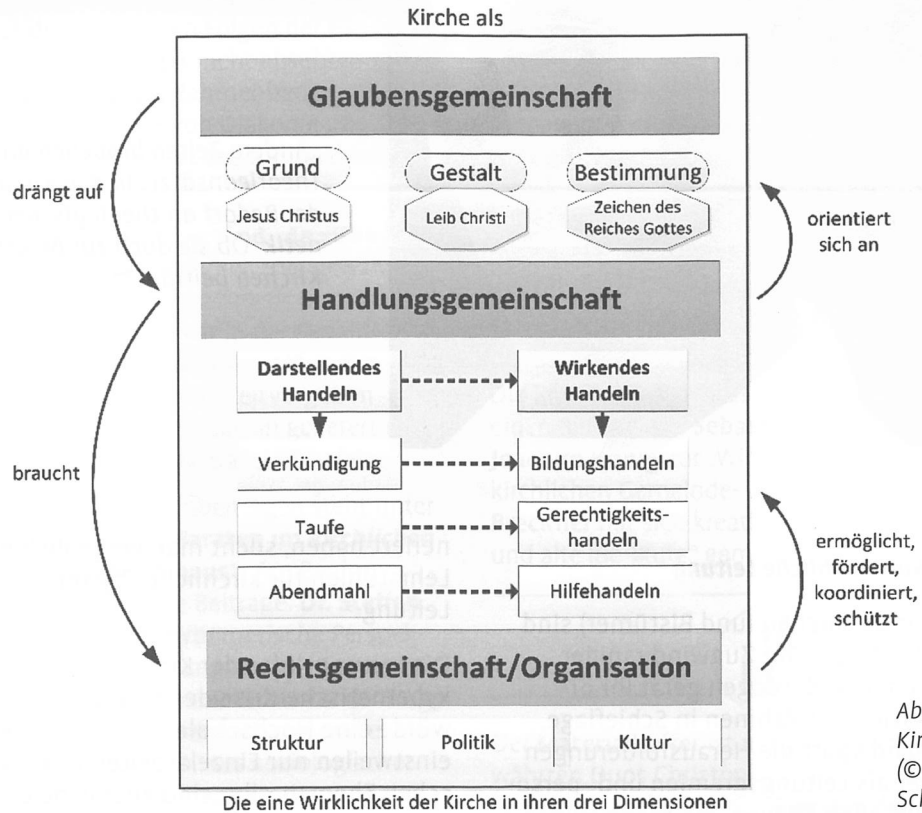 Kirche als
Glaubensgemeinschaft
drängt auf
Grund
Gestalt
Bestimmung
Jesus Christus
Leib Christi
Zeichen des
Reiches Gottes
orientiert
sich an
Handlungsgemeinschaft
Darstellendes
Handeln
Wirkendes
Handeln
braucht
Verkündigung
Bildungshandeln
Taufe
Gerechtigkeits-
handeln
Abendmahl
Hilfehandeln
ermöglicht,
fördert,
koordiniert,
schützt
Rechtsgemeinschaft/Organisation
Struktur
Politik
Kultur
Die eine Wirklichkeit der Kirche in ihren drei Dimensionen